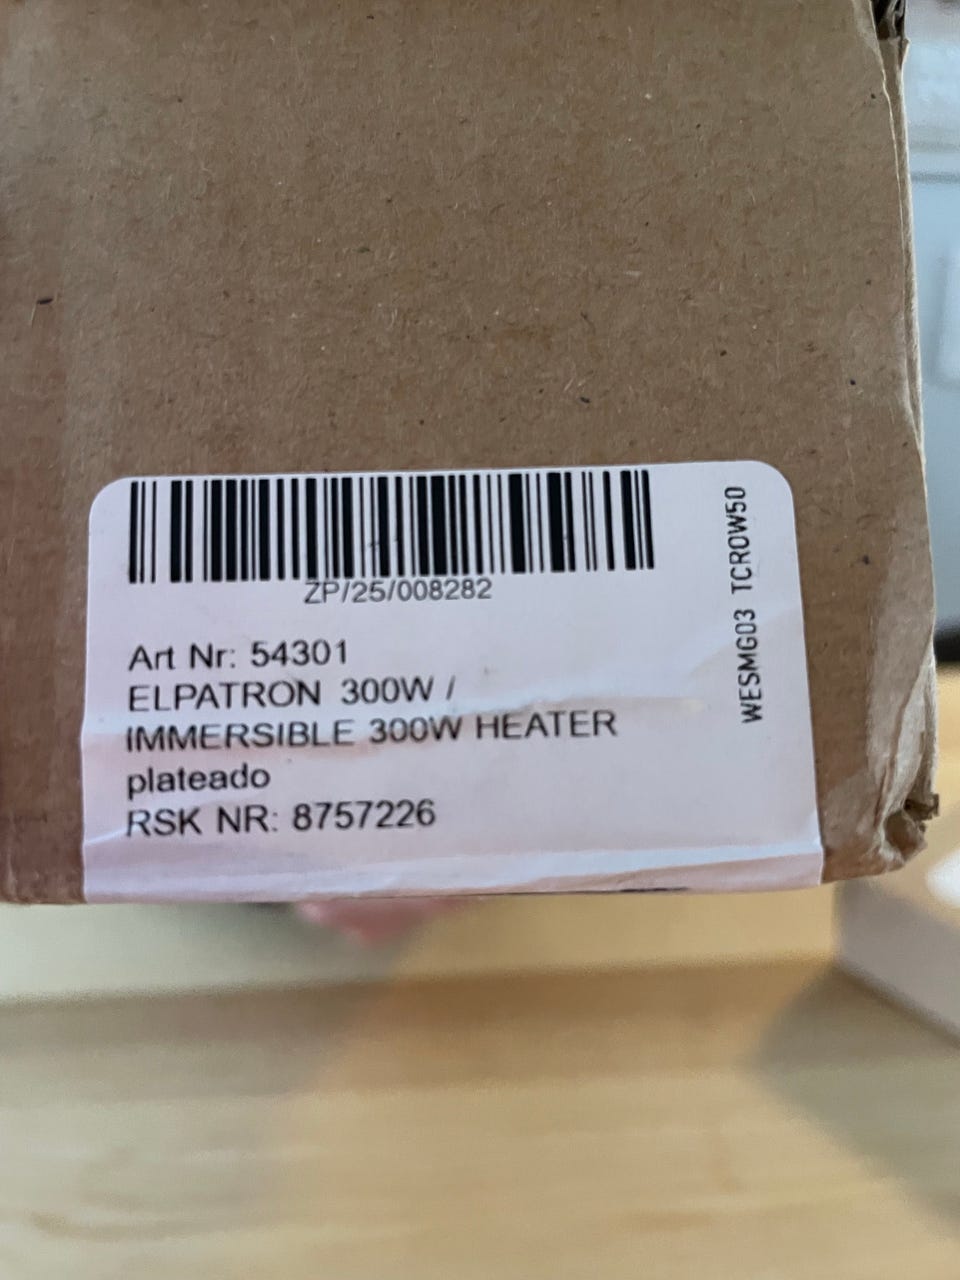 ZP/25/008282
Art Nr: 54301
ELPATRON 300W /
IMMERSIBLE 300W HEATER
plateado
RSK NR: 8757226
WESMG03 TCROW50